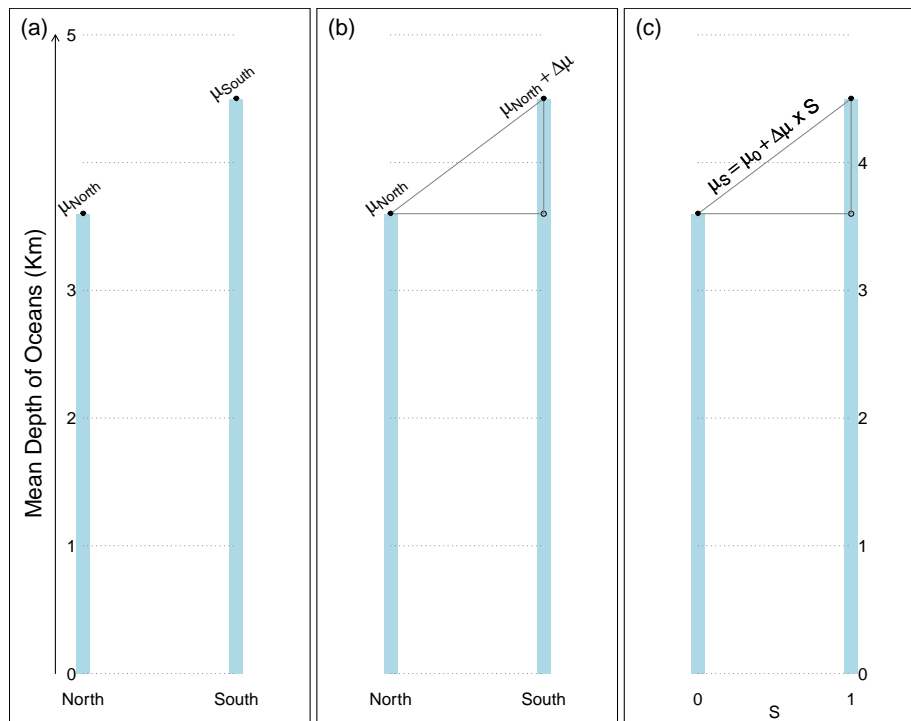 (a)
5
μSouth
μNorth
3
2
1
0
Mean Depth of Oceans (Km)
North South
(b)
μNorth + Δμ
μNorth
North South
(c)
μS = μ0 + Δμ x S
4
3
2
1
0
0 1
S